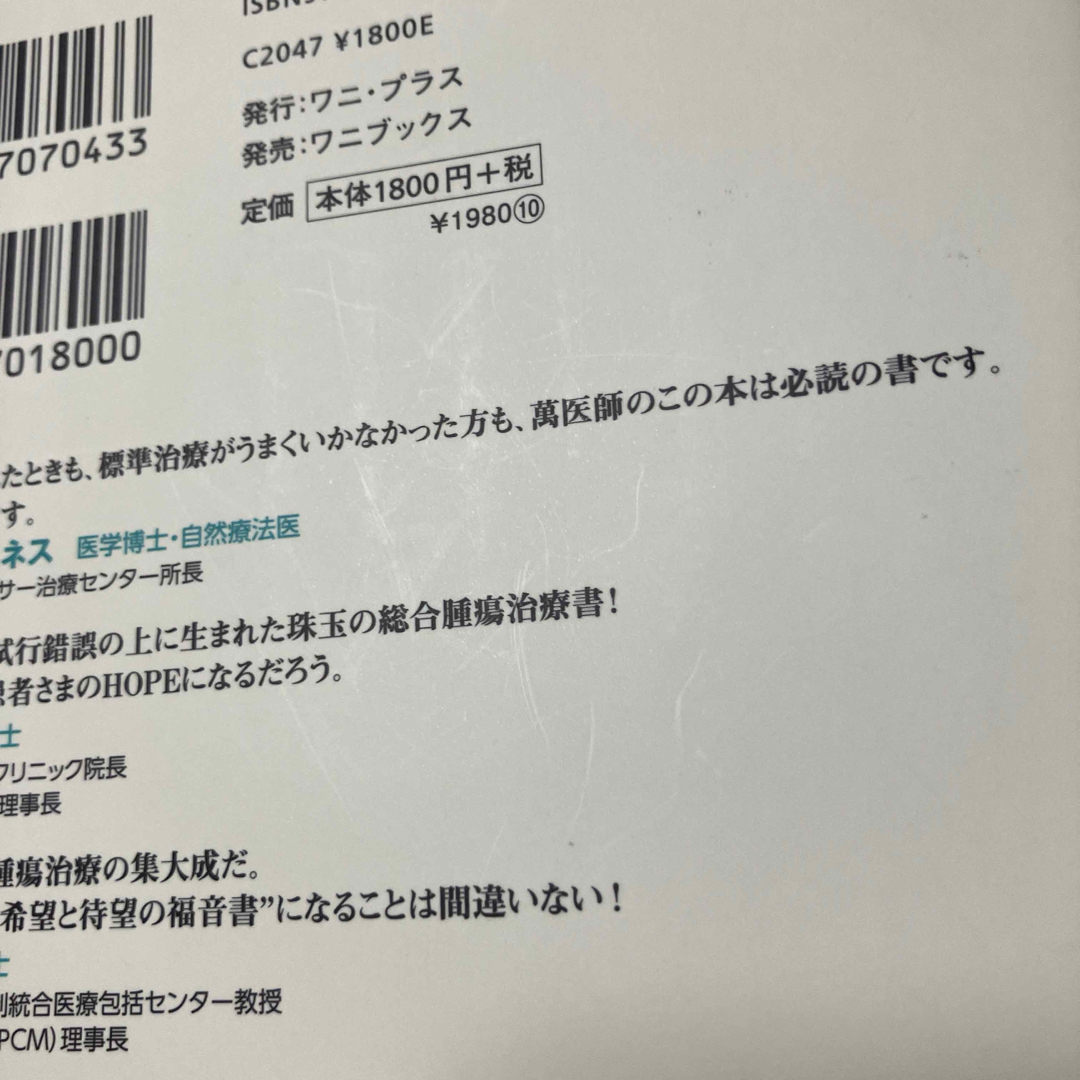 C2047 ¥1800E
発行:ワニ・プラス
発売:ワニブックス
定価 本体1800円+税
¥1980⑩
7070433
7018000
たときも、標準治療がうまくいかなかった方も、萬医師のこの本は必読の書です。
す。
ネス 医学博士・自然療法医
サー治療センター所長
試行錯誤の上に生まれた珠玉の総合腫瘍治療書!
患者さまのHOPEになるだろう。
士
クリニック院長
理事長
腫瘍治療の集大成だ。
希望と待望の福音書”になることは間違いない!
士
統合医療包括センター教授
PCM)理事長